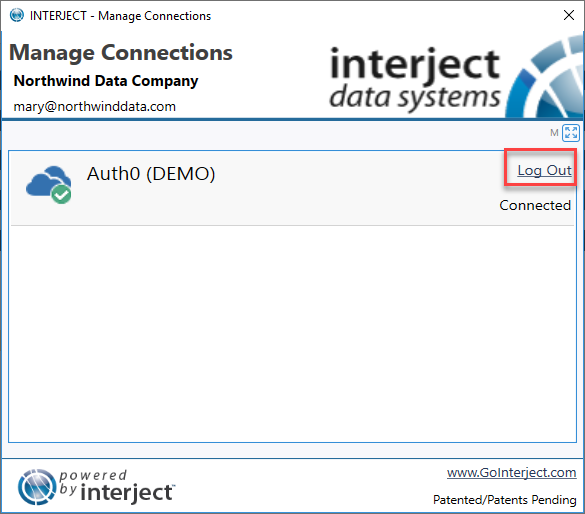 INTERJECT - Manage Connections
Manage Connections
Northwind Data Company
mary@northwinddata.com
interject
data systems
M
Auth0 (DEMO)
Log Out
Connected
powered
by interject™
www.GoInterject.com
Patented/Patents Pending